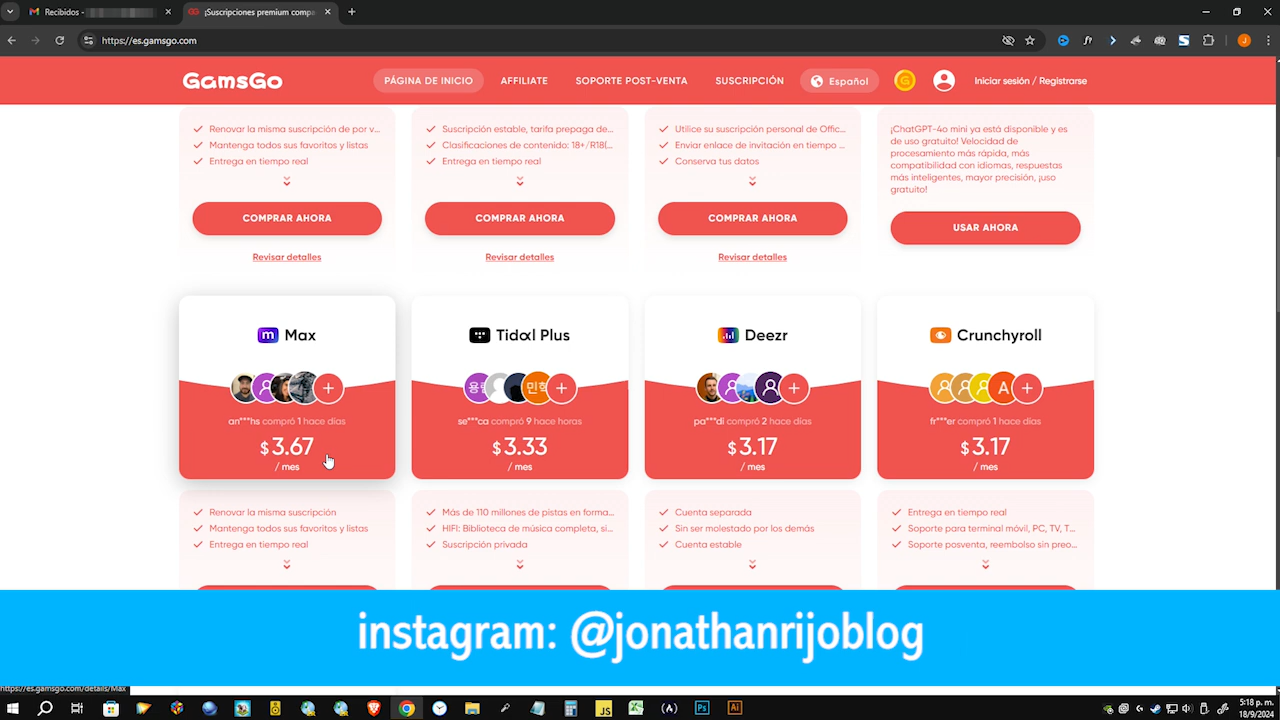 Recibidos -
¡Suscripciones premium compa
https://es.gamsgo.com
GamsGo
PÁGINA DE INICIO
AFFILIATE
SOPORTE POST-VENTA
SUSCRIPCIÓN
Español
Iniciar sesión / Registrarse
Renovar la misma suscripción de por v...
Mantenga todos sus favoritos y listas
Entrega en tiempo real
COMPRAR AHORA
Revisar detalles
Suscripción estable, tarifa prepaga de...
Clasificaciones de contenido: 18+/R18(...
Entrega en tiempo real
COMPRAR AHORA
Revisar detalles
Utilice su suscripción personal de Offic...
Enviar enlace de invitación en tiempo ...
Conserva tus datos
COMPRAR AHORA
Revisar detalles
¡ChatGPT-4o mini ya está disponible y es
de uso gratuito! Velocidad de
procesamiento más rápida, más
compatibilidad con idiomas, respuestas
más inteligentes, mayor precisión, ¡uso
gratuito!
USAR AHORA
Max
an***hs compró 1 hace días
$3.67
/ mes
Renovar la misma suscripción
Mantenga todos sus favoritos y listas
Entrega en tiempo real
Tidal Plus
se***ca compró 9 hace horas
$3.33
/ mes
Más de 110 millones de pistas en forma...
HIFI: Biblioteca de música completa, si...
Suscripción privada
Deezr
pa***di compró 2 hace días
$3.17
/ mes
Cuenta separada
Sin ser molestado por los demás
Cuenta estable
Crunchyroll
A
fr***er compró 1 hace días
$3.17
/ mes
Entrega en tiempo real
Soporte para terminal móvil, PC, TV, T...
Soporte posventa, reembolso sin preo...
instagram: @jonathanrijoblog
https://es.gamsgo.com/details/Max
5:18 p. m.
18/9/2024